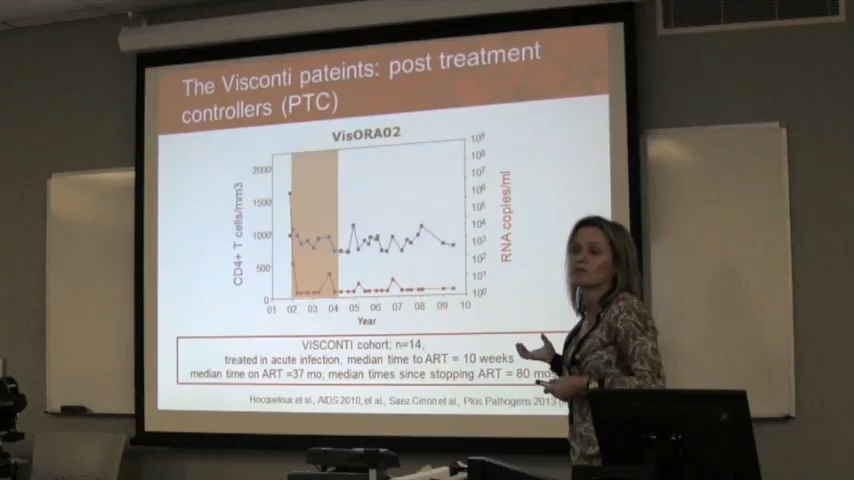 The Visconti pateints: post treatment
controllers (PTC)
VisORA02
CD4+ T cells/mm3
2000
1500
1000
500
0
10⁹
10⁸
10⁷
10⁶
10⁵
10⁴
10³
10²
10¹
10⁰
RNA copies/ml
01 02 03 04 05 06 07 08 09 10
Year
VISCONTI cohort, n=14,
treated in acute infection, median time to ART = 10 weeks
median time on ART =37 mo; median times since stopping ART = 80 mo
et al., AIDS 2010; et al., Saez Cirion et al., Plos Pathogens 2013